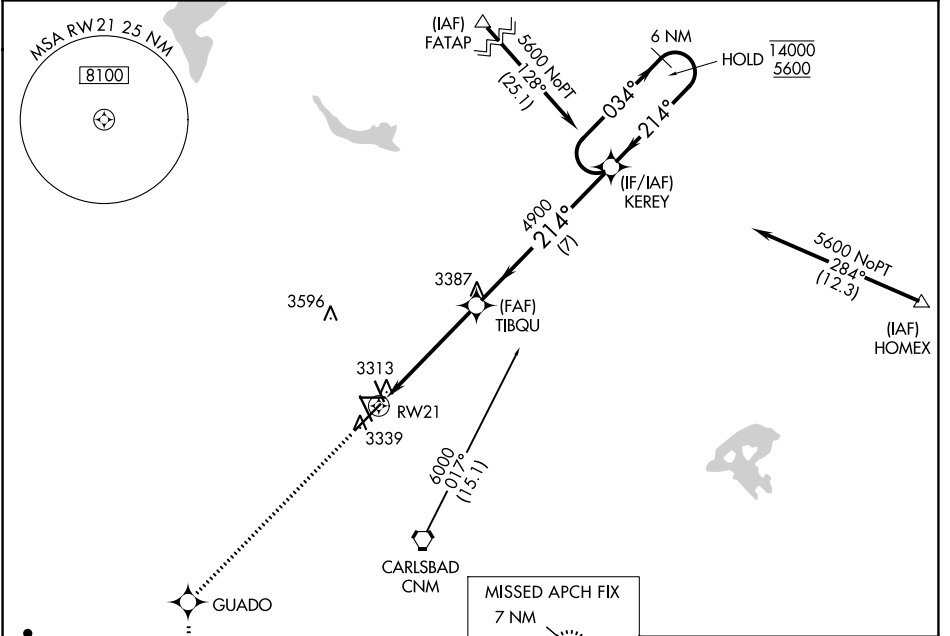 MSA RW21 25 NM
8100
(IAF)
FATAP
5600 NoPT
128°
(25.1)
6 NM
HOLD
14000
5600
034°
214°
(IF/IAF)
KEREY
4900
214°
(7)
5600 NoPT
284°
(12.3)
(IAF)
HOMEX
3387
(FAF)
TIBQU
3596
3313
RW21
3339
6000
017°
(15.1)
CARLSBAD
CNM
GUADO
MISSED APCH FIX
7 NM